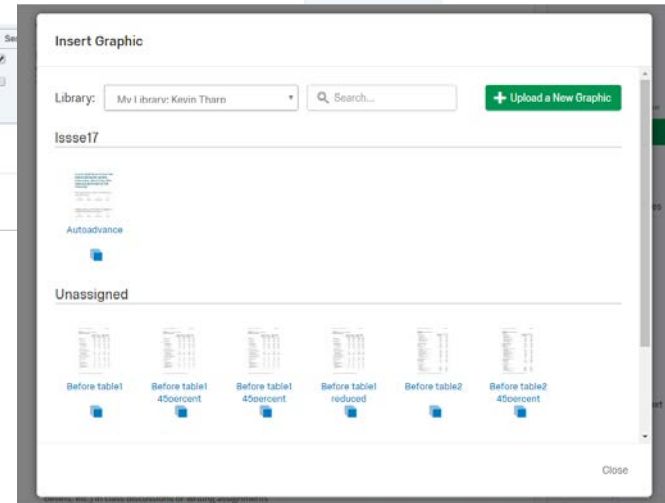 Ser
Insert Graphic
Library: My Library: Kevin Tharp Search... + Upload a New Graphic
Issse17
Autoadvance
Unassigned
Before table1 Before table1 Before table1 Before table1 Before table2 Before table2
45percent 45percent reduced 45percent
Close